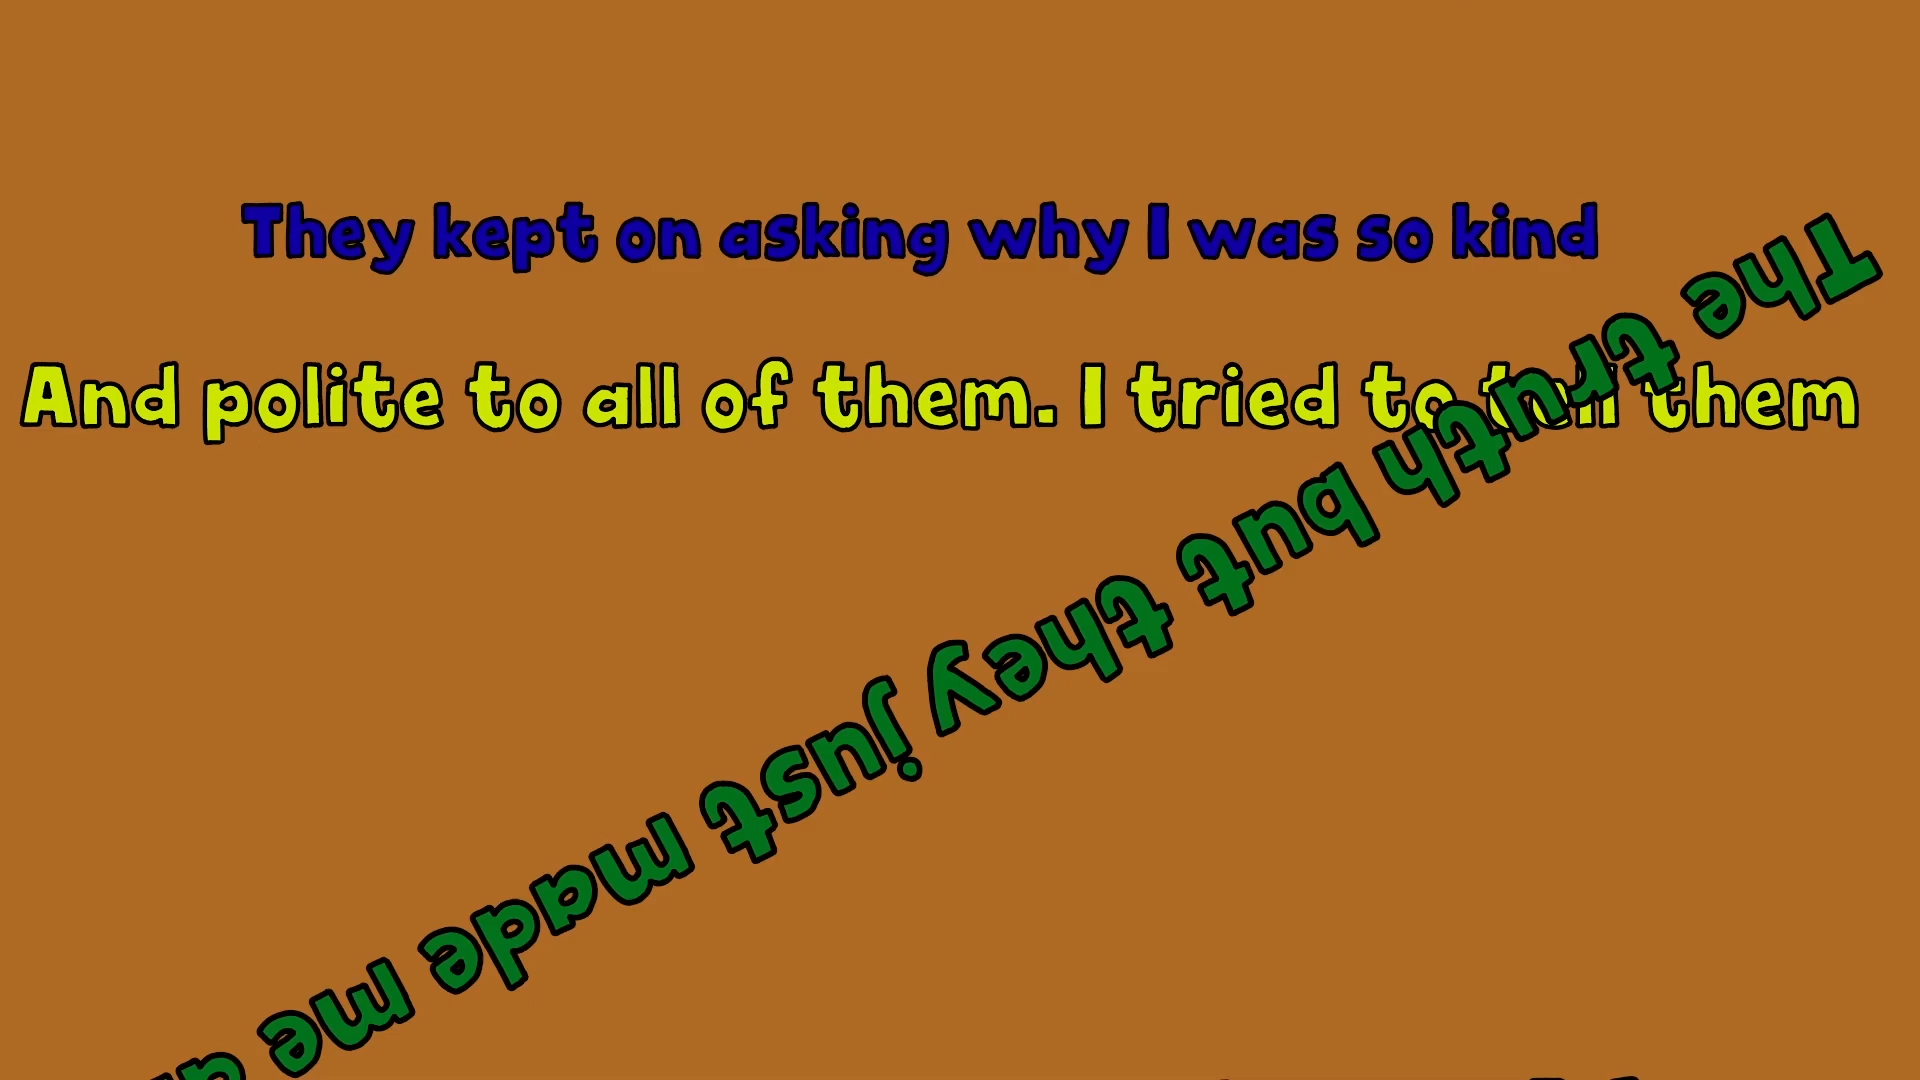 They kept on asking why I was so kind
And polite to all of them. I tried to tell them
The truth but they just made me